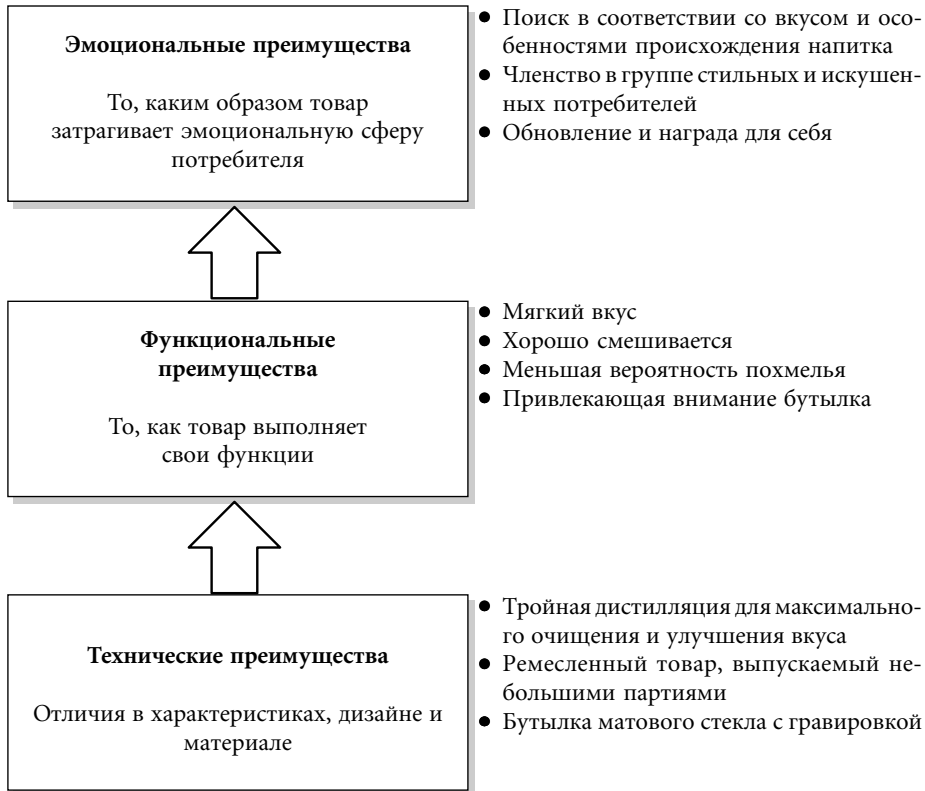 Эмоциональные преимущества
То, каким образом товар
затрагивает эмоциональную сферу
потребителя
● Поиск в соответствии со вкусом и осо-
бенностями происхождения напитка
● Членство в группе стильных и искушен-
ных потребителей
● Обновление и награда для себя
Функциональные
преимущества
То, как товар выполняет
свои функции
● Мягкий вкус
● Хорошо смешивается
● Меньшая вероятность похмелья
● Привлекающая внимание бутылка
Технические преимущества
Отличия в характеристиках, дизайне и
материале
● Тройная дистилляция для максимально-
го очищения и улучшения вкуса
● Ремесленный товар, выпускаемый не-
большими партиями
● Бутылка матового стекла с гравировкой